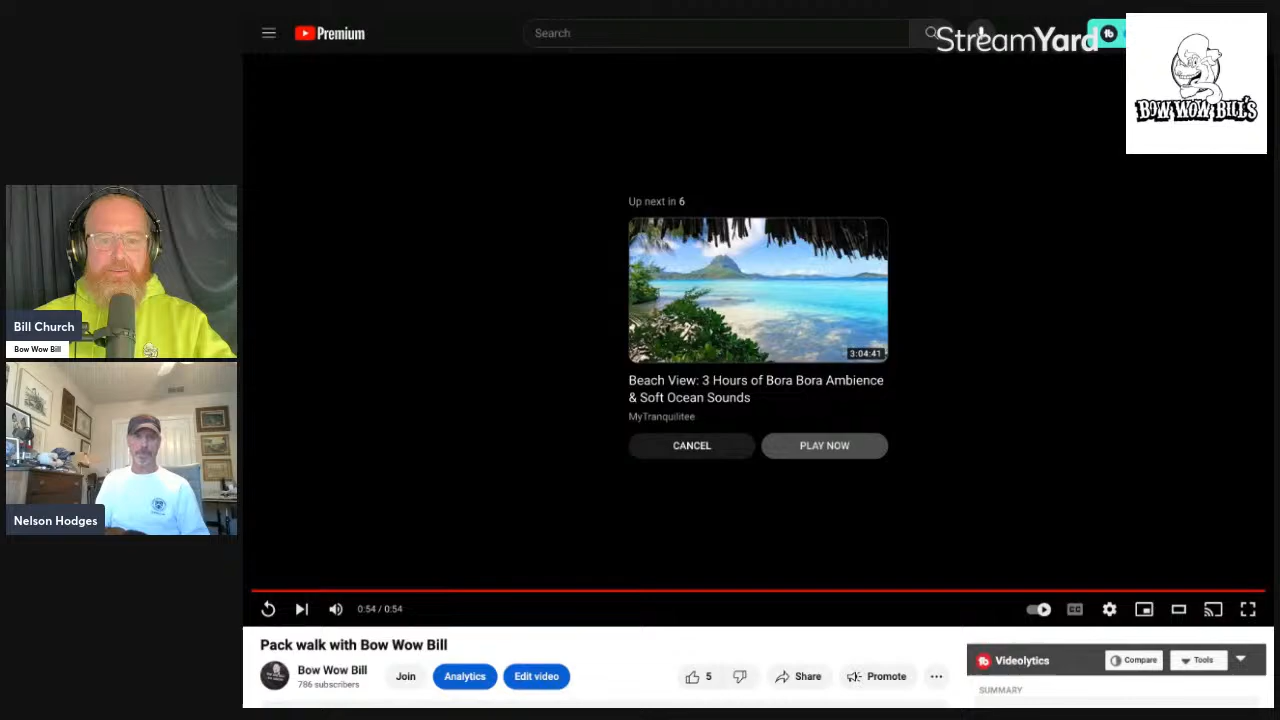 Premium
Search
StreamYard
BOW WOW BILL'S
Up next in 6
3:04:41
Beach View: 3 Hours of Bora Bora Ambience
& Soft Ocean Sounds
MyTranquilitee
CANCEL
PLAY NOW
Bill Church
Bow Wow Bill
Nelson Hodges
0:54 / 0:54
CC
Pack walk with Bow Wow Bill
Bow Wow Bill
786 subscribers
Join
Analytics
Edit video
5
Share
Promote
tb
Videolytics
Compare
Tools
SUMMARY